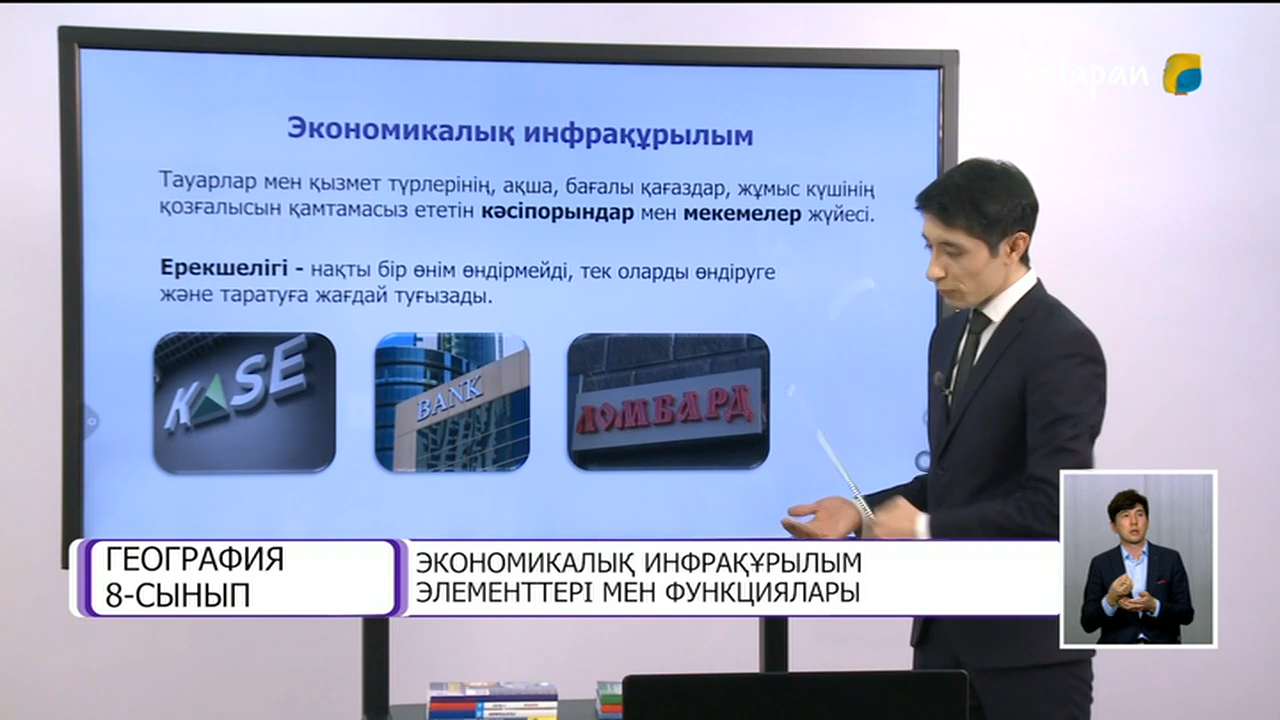 Экономикалық инфрақұрылым
Тауарлар мен қызмет түрлерінің, ақша, бағалы қағаздар, жұмыс күшінің
қозғалысын қамтамасыз ететін кәсіпорындар мен мекемелер жүйесі.
Ерекшелігі - нақты бір өнім өндірмейді, тек оларды өндіруге
және таратуға жағдай туғызады.
KASE
BANK
ЛОМБАРД
ГЕОГРАФИЯ
8-СЫНЫП
ЭКОНОМИКАЛЫҚ ИНФРАҚҰРЫЛЫМ
ЭЛЕМЕНТТЕРІ МЕН ФУНКЦИЯЛАРЫ